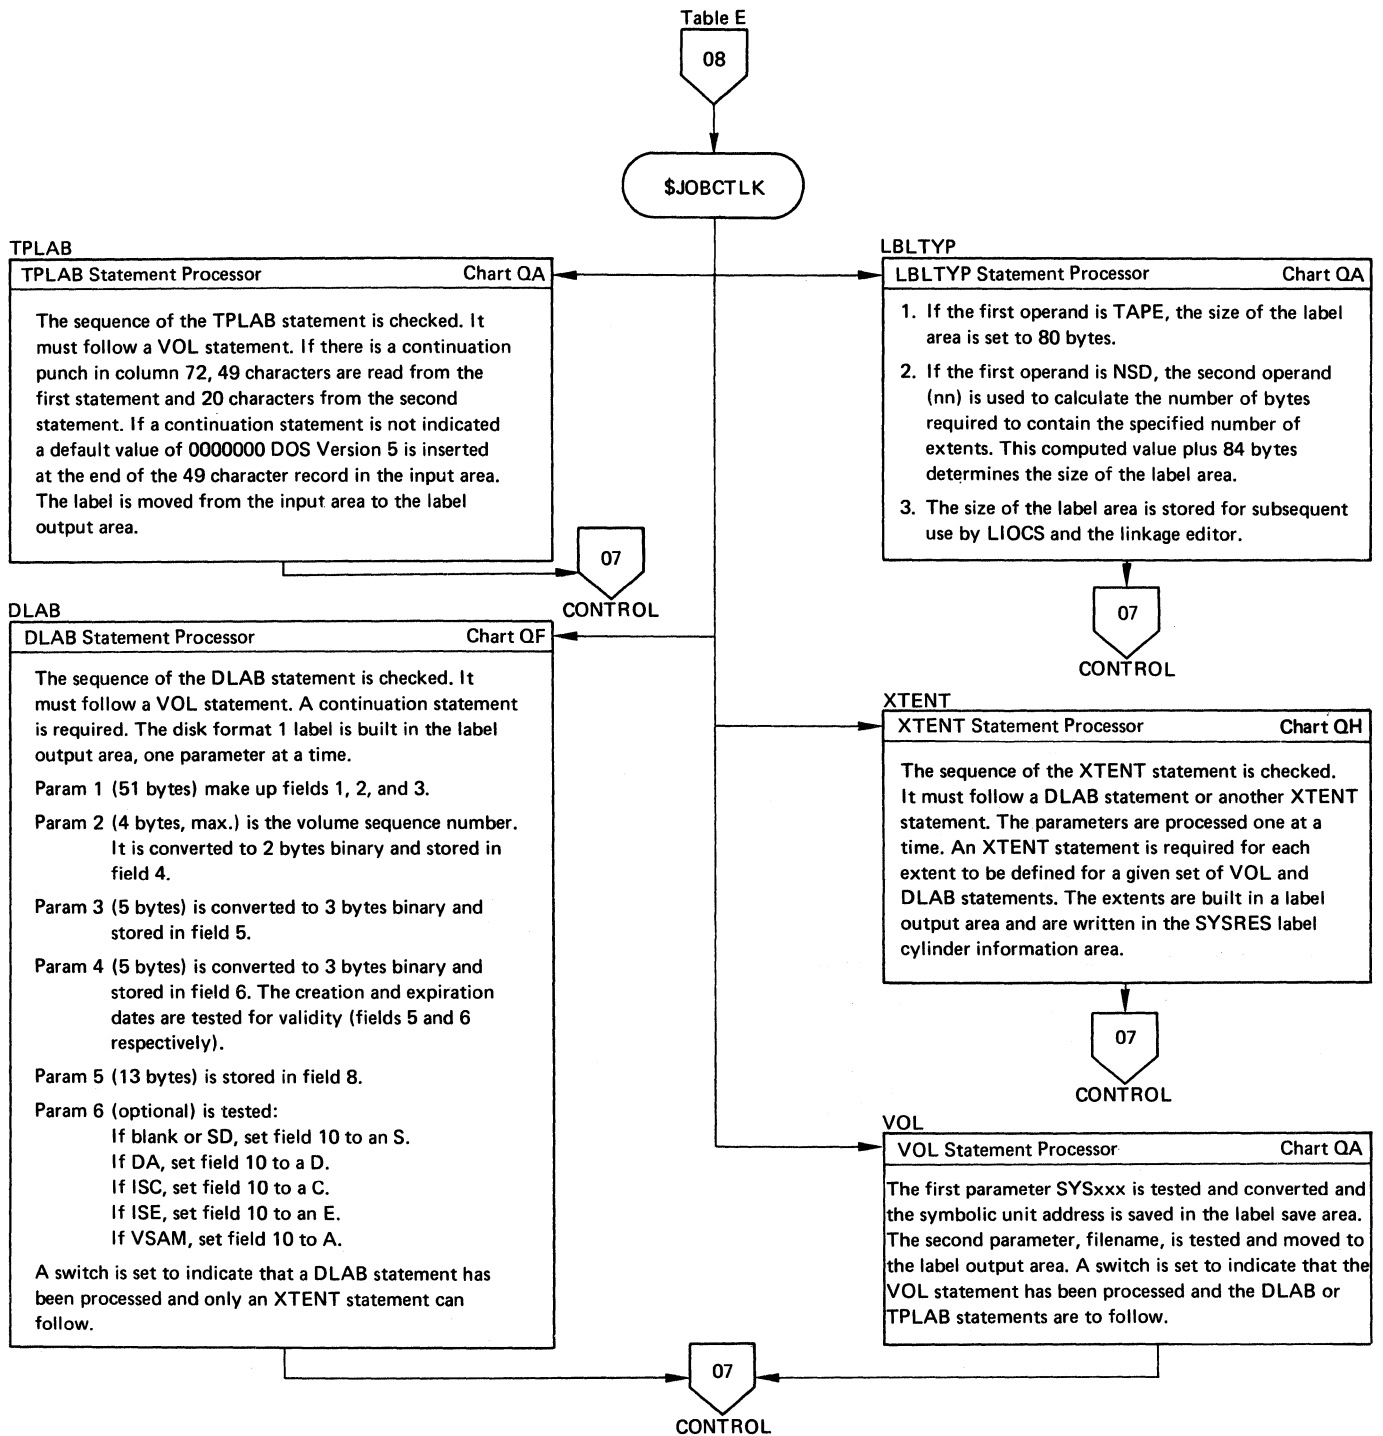 Table E
08
$JOBCTLK
TPLAB
TPLAB Statement Processor Chart QA
The sequence of the TPLAB statement is checked. It
must follow a VOL statement. If there is a continuation
punch in column 72, 49 characters are read from the
first statement and 20 characters from the second
statement. If a continuation statement is not indicated
a default value of 0000000 DOS Version 5 is inserted
at the end of the 49 character record in the input area.
The label is moved from the input area to the label
output area.
07
CONTROL
LBLTYP
LBLTYP Statement Processor Chart QA
1. If the first operand is TAPE, the size of the label
area is set to 80 bytes.
2. If the first operand is NSD, the second operand
(nn) is used to calculate the number of bytes
required to contain the specified number of
extents. This computed value plus 84 bytes
determines the size of the label area.
3. The size of the label area is stored for subsequent
use by LIOCS and the linkage editor.
07
CONTROL
DLAB
DLAB Statement Processor Chart QF
The sequence of the DLAB statement is checked. It
must follow a VOL statement. A continuation statement
is required. The disk format 1 label is built in the label
output area, one parameter at a time.
Param 1 (51 bytes) make up fields 1, 2, and 3.
Param 2 (4 bytes, max.) is the volume sequence number.
It is converted to 2 bytes binary and stored in
field 4.
Param 3 (5 bytes) is converted to 3 bytes binary and
stored in field 5.
Param 4 (5 bytes) is converted to 3 bytes binary and
stored in field 6. The creation and expiration
dates are tested for validity (fields 5 and 6
respectively).
Param 5 (13 bytes) is stored in field 8.
Param 6 (optional) is tested:
If blank or SD, set field 10 to an S.
If DA, set field 10 to a D.
If ISC, set field 10 to a C.
If ISE, set field 10 to an E.
If VSAM, set field 10 to A.
A switch is set to indicate that a DLAB statement has
been processed and only an XTENT statement can
follow.
XTENT
XTENT Statement Processor Chart QH
The sequence of the XTENT statement is checked.
It must follow a DLAB statement or another XTENT
statement. The parameters are processed one at a
time. An XTENT statement is required for each
extent to be defined for a given set of VOL and
DLAB statements. The extents are built in a label
output area and are written in the SYSRES label
cylinder information area.
07
CONTROL
VOL
VOL Statement Processor Chart QA
The first parameter SYSxxx is tested and converted and
the symbolic unit address is saved in the label save area.
The second parameter, filename, is tested and moved to
the label output area. A switch is set to indicate that the
VOL statement has been processed and the DLAB or
TPLAB statements are to follow.
07
CONTROL